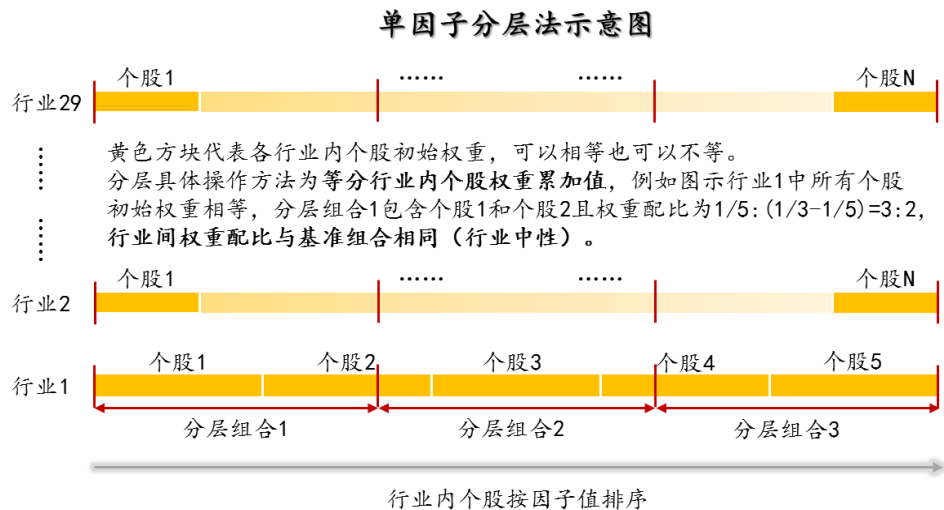 单因子分层法示意图
个股1 …… …… 个股N
行业29
……
黄色方块代表各行业内个股初始权重，可以相等也可以不等。
分层具体操作方法为等分行业内个股权重累加值，例如图示行业1中所有个股
初始权重相等，分层组合1包含个股1和个股2且权重配比为1/5:(1/3-1/5)=3:2，
行业间权重配比与基准组合相同（行业中性）。
……
个股1 …… …… 个股N
行业2
个股1 个股2 个股3 个股4 个股5
行业1
分层组合1 分层组合2 分层组合3
行业内个股按因子值排序